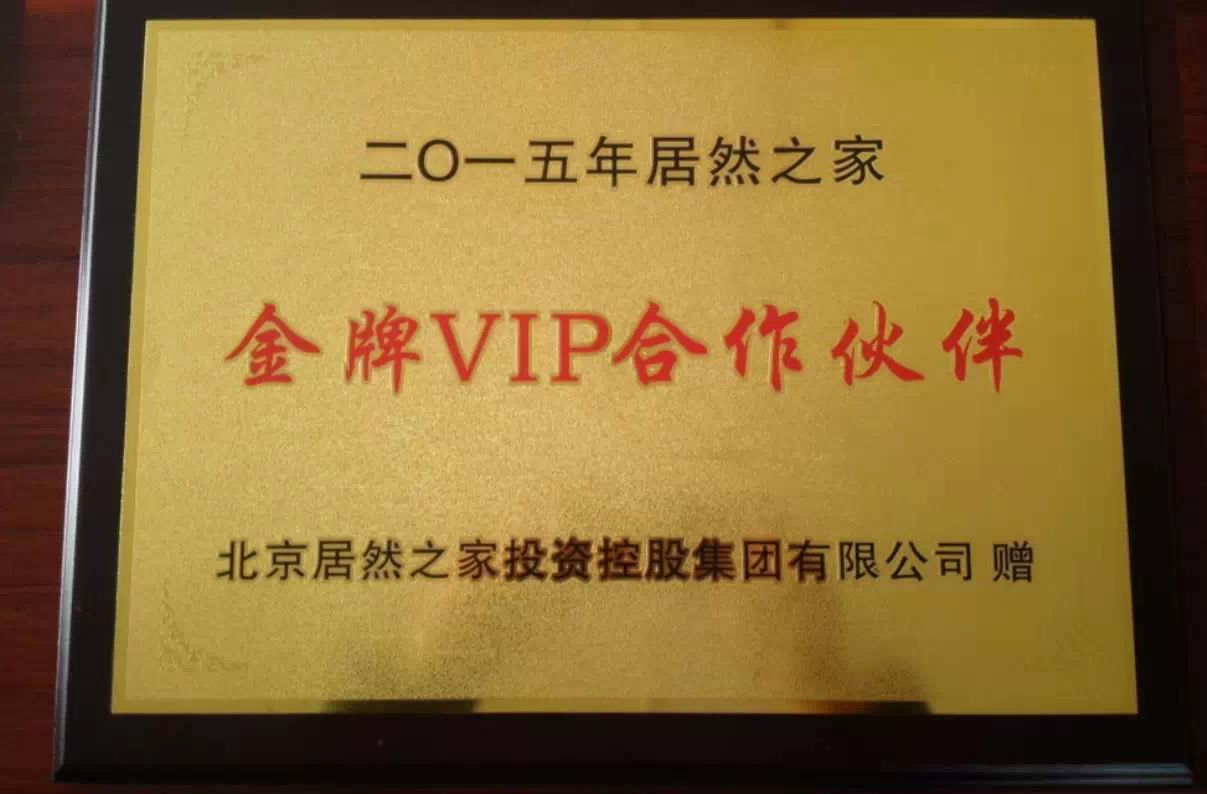 二〇一五年居然之家
金牌VIP合作伙伴
北京居然之家投资控股集团有限公司 赠